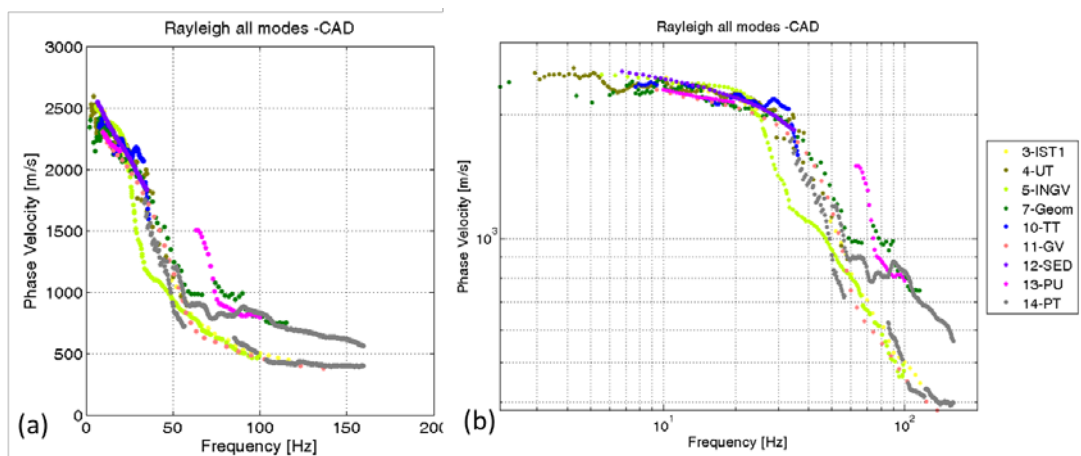 Rayleigh all modes -CAD
3000
2500
2000
1500
1000
500
0
Phase Velocity [m/s]
0
50
100
150
20(
Frequency [Hz]
(a)
Rayleigh all modes -CAD
10³
Phase Velocity [m/s]
10¹
10²
Frequency [Hz]
(b)
3-IST1
4-UT
5-INGV
7-Geom
10-TT
11-GV
12-SED
13-PU
14-PT